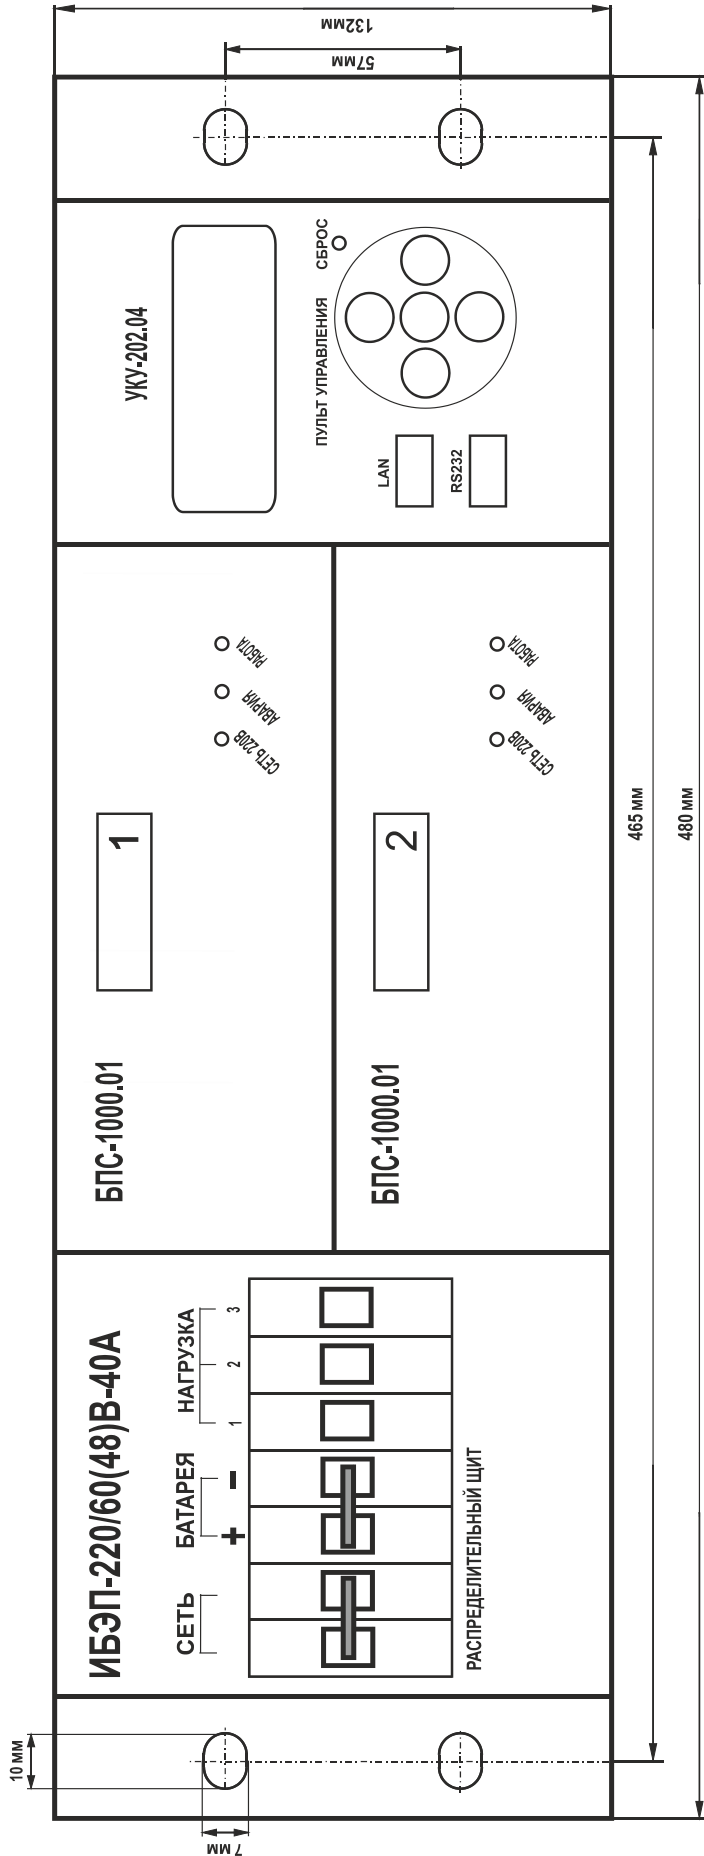 ИБЭП-220/60(48)В-40А
СЕТЬ
БАТАРЕЯ
НАГРУЗКА
+
-
1
2
3
РАСПРЕДЕЛИТЕЛЬНЫЙ ЩИТ
БПС-1000.01
1
СЕТЬ 220В
АВАРИЯ
РАБОТА
БПС-1000.01
2
СЕТЬ 220В
АВАРИЯ
РАБОТА
УКУ-202.04
ПУЛЬТ УПРАВЛЕНИЯ
СБРОС
LAN
RS232
10 мм
7 мм
57мм
132мм
465 мм
480 мм